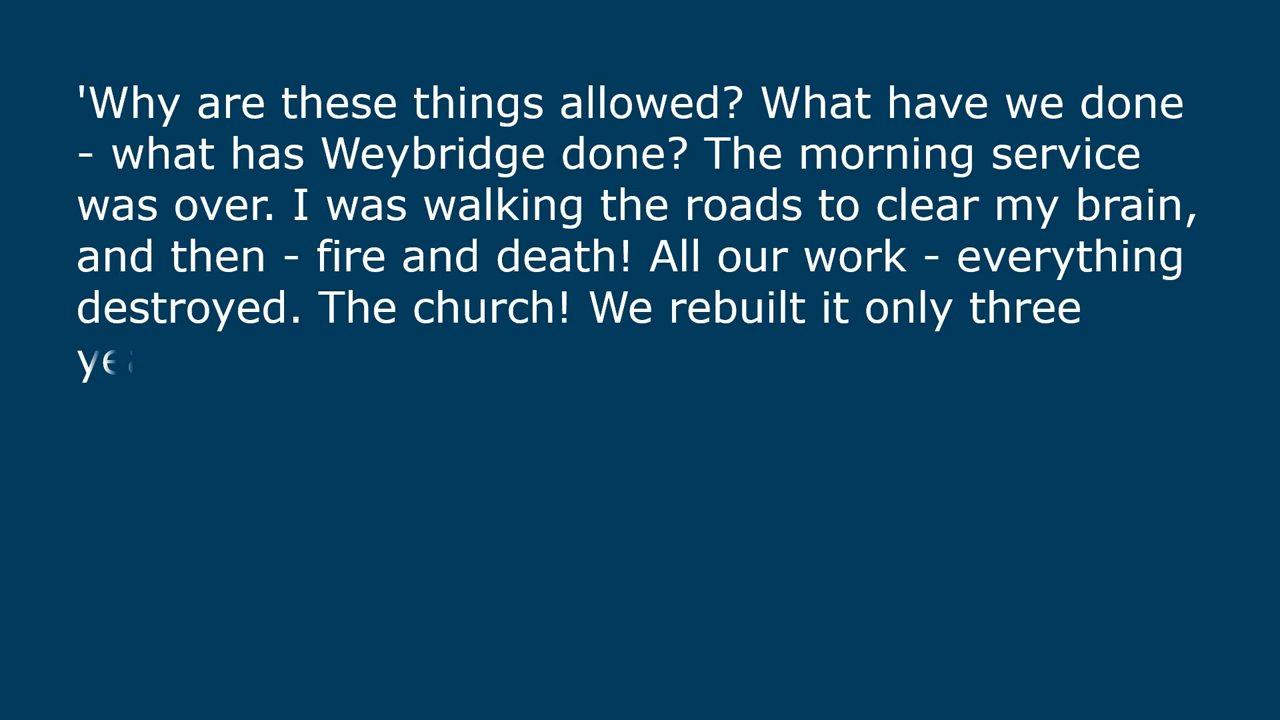 'Why are these things allowed? What have we done
- what has Weybridge done? The morning service
was over. I was walking the roads to clear my brain,
and then - fire and death! All our work - everything
destroyed. The church! We rebuilt it only three